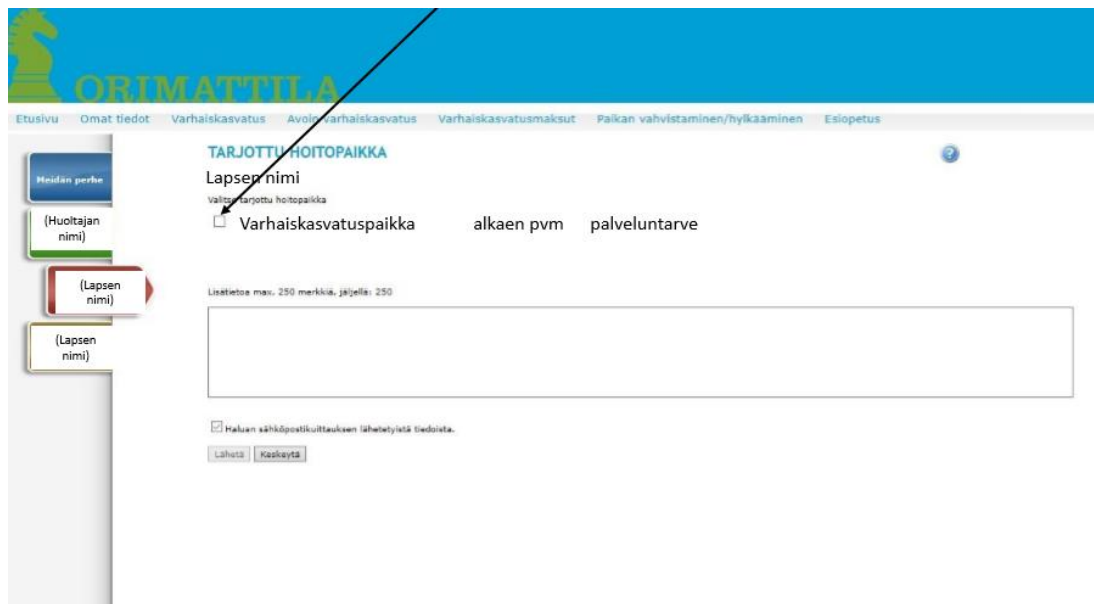 ORIMATTILA
Etusivu Omat tiedot Varhaiskasvatus Avoin varhaiskasvatus Varhaiskasvatusmaksut Paikan vahvistaminen/hylkääminen Esiopetus
TARJOTTU HOITOPAIKKA
Meidän perhe
Lapsen nimi
Valitse tarjottu hoitopaikka
(Huoltajan
nimi)
Varhaiskasvatuspaikka alkaen pvm palveluntarve
(Lapsen
nimi)
Lisätietoa max. 250 merkkiä, jäljellä: 250
(Lapsen
nimi)
Haluan sähköpostikuittauksen lähetetyistä tiedoista.
Lähetä Keskeytä